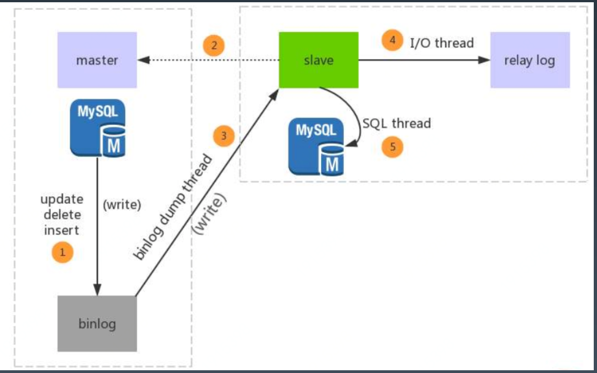 master
2
slave
4
I/O thread
relay log
MySQL
M
3
MySQL
M
SQL thread
5
update
delete
insert
(write)
1
binlog dump thread
(write)
binlog